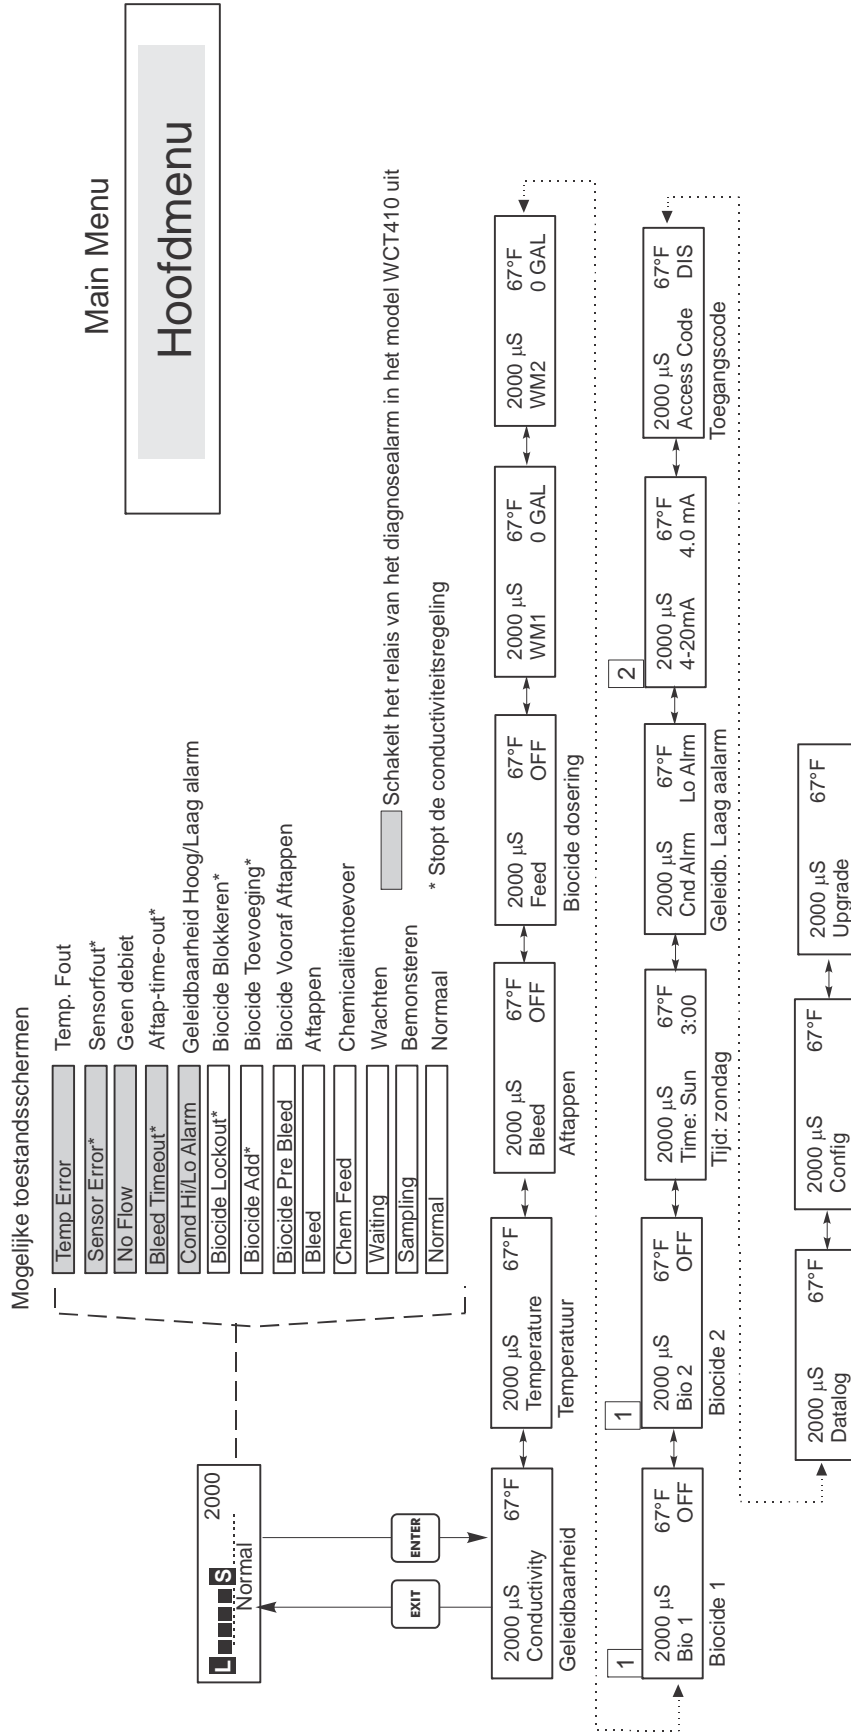 Main Menu
Hoofdmenu
Mogelijke toestandsschermen
Temp Error Temp. Fout
Sensor Error* Sensorfout*
No Flow Geen debiet
Bleed Timeout* Aftap-time-out*
Cond Hi/Lo Alarm Geleidbaarheid Hoog/Laag alarm
Biocide Lockout* Biocide Blokkeren*
Biocide Add* Biocide Toevoeging*
Biocide Pre Bleed Biocide Vooraf Aftappen
Bleed Aftappen
Chem Feed Chemicaliëntoevoer
Waiting Wachten
Sampling Bemonsteren
Normal Normaal
Schakelt het relais van het diagnosealarm in het model WCT410 uit
* Stopt de conductiviteitsregeling
L S 2000
Normal
EXIT
ENTER
2000 µS 67°F
Conductivity
Geleidbaarheid
2000 µS 67°F
Temperature
Temperatuur
2000 µS 67°F
Bleed OFF
Aftappen
2000 µS 67°F
Feed OFF
Biocide dosering
2000 µS 67°F
WM1 0 GAL
2000 µS 67°F
WM2 0 GAL
1
2000 µS 67°F
Bio 1 OFF
Biocide 1
1
2000 µS 67°F
Bio 2 OFF
Biocide 2
2000 µS 67°F
Time: Sun 3:00
Tijd: zondag
2000 µS 67°F
Cnd Alrm Lo Alrm
Geleidb. Laag aalarm
2
2000 µS 67°F
4-20mA 4.0 mA
2000 µS 67°F
Access Code DIS
Toegangscode
2000 µS 67°F
Datalog
2000 µS 67°F
Config
2000 µS 67°F
Upgrade